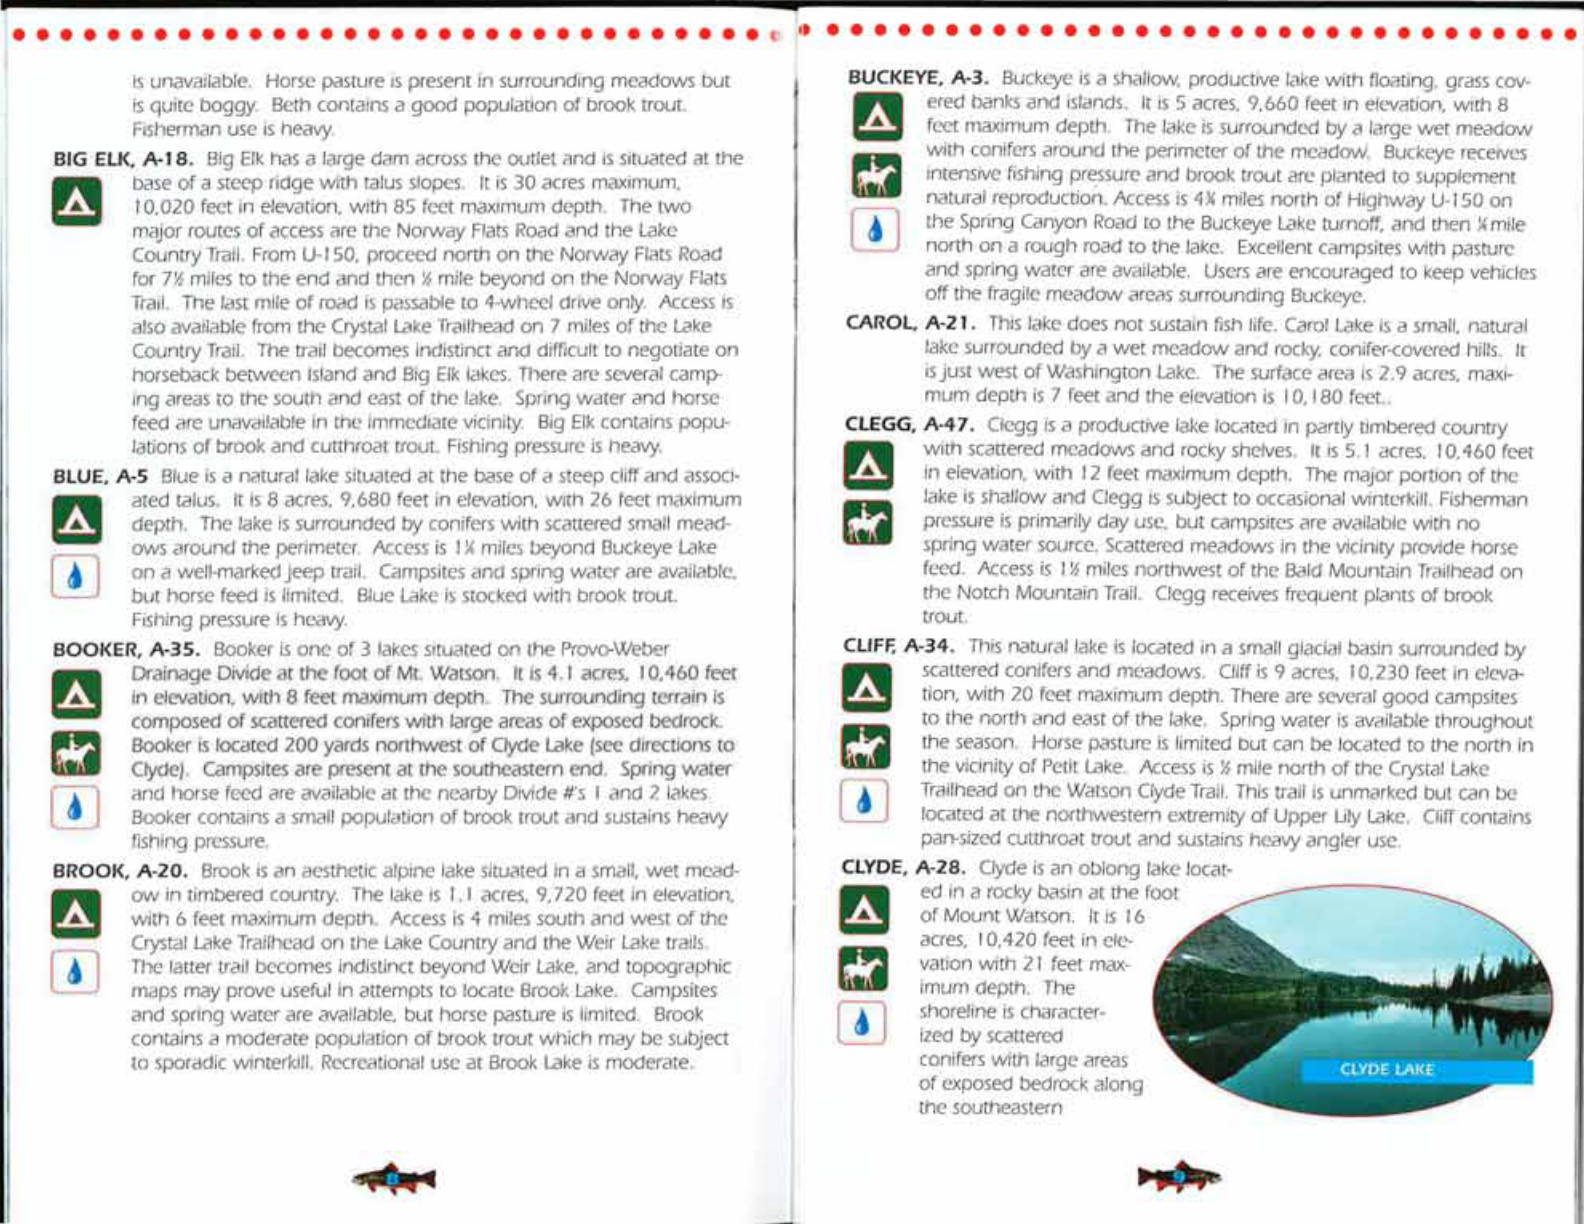 is unavailable. Horse pasture is present in surrounding meadows but
is quite boggy. Beth contains a good population of brook trout.
Fisherman use is heavy.
BIG ELK, A-18. Big Elk has a large dam across the outlet and is situated at the
base of a steep ridge with talus slopes. It is 30 acres maximum,
10,020 feet in elevation, with 85 feet maximum depth. The two
major routes of access are the Norway Flats Road and the Lake
Country Trail. From U-150, proceed north on the Norway Flats Road
for 7½ miles to the end and then ½ mile beyond on the Norway Flats
Trail. The last mile of road is passable to 4-wheel drive only. Access is
also available from the Crystal Lake Trailhead on 7 miles of the Lake
Country Trail. The trail becomes indistinct and difficult to negotiate on
horseback between Island and Big Elk lakes. There are several camp-
ing areas to the south and east of the lake. Spring water and horse
feed are unavailable in the immediate vicinity. Big Elk contains popu-
lations of brook and cutthroat trout. Fishing pressure is heavy.
BLUE, A-5 Blue is a natural lake situated at the base of a steep cliff and associ-
ated talus. It is 8 acres, 9,680 feet in elevation, with 26 feet maximum
depth. The lake is surrounded by conifers with scattered small mead-
ows around the perimeter. Access is miles beyond Buckeye Lake
on a well-marked jeep trail. Campsites and spring water are available,
but horse feed is limited. Blue Lake is stocked with brook trout.
Fishing pressure is heavy.
BOOKER, A-35. Booker is one of 3 lakes situated on the Provo-Weber
Drainage Divide at the foot of Mt. Watson. It is 4.1 acres, 10,460 feet
in elevation, with 8 feet maximum depth. The surrounding terrain is
composed of scattered conifers with large areas of exposed bedrock.
Booker is located 200 yards northwest of Clyde Lake (see directions to
Clyde). Campsites are present at the southeastern end. Spring water
and horse feed are available at the nearby Divide #'s 1 and 2 lakes.
Booker contains a small population of brook trout and sustains heavy
fishing pressure.
BROOK, A-20. Brook is an aesthetic alpine lake situated in a small, wet mead-
ow in timbered country. The lake is 1.1 acres, 9,720 feet in elevation,
with 6 feet maximum depth. Access is 4 miles south and west of the
Crystal Lake Trailhead on the Lake Country and the Weir Lake trails.
The latter trail becomes indistinct beyond Weir Lake, and topographic
maps may prove useful in attempts to locate Brook Lake. Campsites
and spring water are available, but horse pasture is limited. Brook
contains a moderate population of brook trout which may be subject
to sporadic winterkill. Recreational use at Brook Lake is moderate.
8
BUCKEYE, A-3. Buckeye is a shallow, productive lake with floating, grass cov-
ered banks and islands. It is 5 acres, 9,660 feet in elevation, with 8
feet maximum depth. The lake is surrounded by a large wet meadow
with conifers around the perimeter of the meadow. Buckeye receives
intensive fishing pressure and brook trout are planted to supplement
natural reproduction. Access is miles north of Highway U-150 on
the Spring Canyon Road to the Buckeye Lake turnoff, and then mile
north on a rough road to the lake. Excellent campsites with pasture
and spring water are available. Users are encouraged to keep vehicles
off the fragile meadow areas surrounding Buckeye.
CAROL, A-21. This lake does not sustain fish life. Carol Lake is a small, natural
lake surrounded by a wet meadow and rocky, conifer-covered hills. It
is just west of Washington Lake. The surface area is 2.9 acres, maxi-
mum depth is 7 feet and the elevation is 10,180 feet..
CLEGG, A-47. Clegg is a productive lake located in partly timbered country
with scattered meadows and rocky shelves. It is 5.1 acres, 10,460 feet
in elevation, with 12 feet maximum depth. The major portion of the
lake is shallow and Clegg is subject to occasional winterkill. Fisherman
pressure is primarily day use, but campsites are available with no
spring water source. Scattered meadows in the vicinity provide horse
feed. Access is 1½ miles northwest of the Bald Mountain Trailhead on
the Notch Mountain Trail. Clegg receives frequent plants of brook
trout.
CLIFF, A-34. This natural lake is located in a small glacial basin surrounded by
scattered conifers and meadows. Cliff is 9 acres, 10,230 feet in eleva-
tion, with 20 feet maximum depth. There are several good campsites
to the north and east of the lake. Spring water is available throughout
the season. Horse pasture is limited but can be located to the north in
the vicinity of Petit Lake. Access is ½ mile north of the Crystal Lake
Trailhead on the Watson Clyde Trail. This trail is unmarked but can be
located at the northwestern extremity of Upper Lily Lake. Cliff contains
pan-sized cutthroat trout and sustains heavy angler use.
CLYDE, A-28. Clyde is an oblong lake locat-
ed in a rocky basin at the foot
of Mount Watson. It is 16
acres, 10,420 feet in ele-
vation with 21 feet max-
imum depth. The
shoreline is character-
ized by scattered
conifers with large areas
of exposed bedrock along
the southeastern
CLYDE LAKE
9